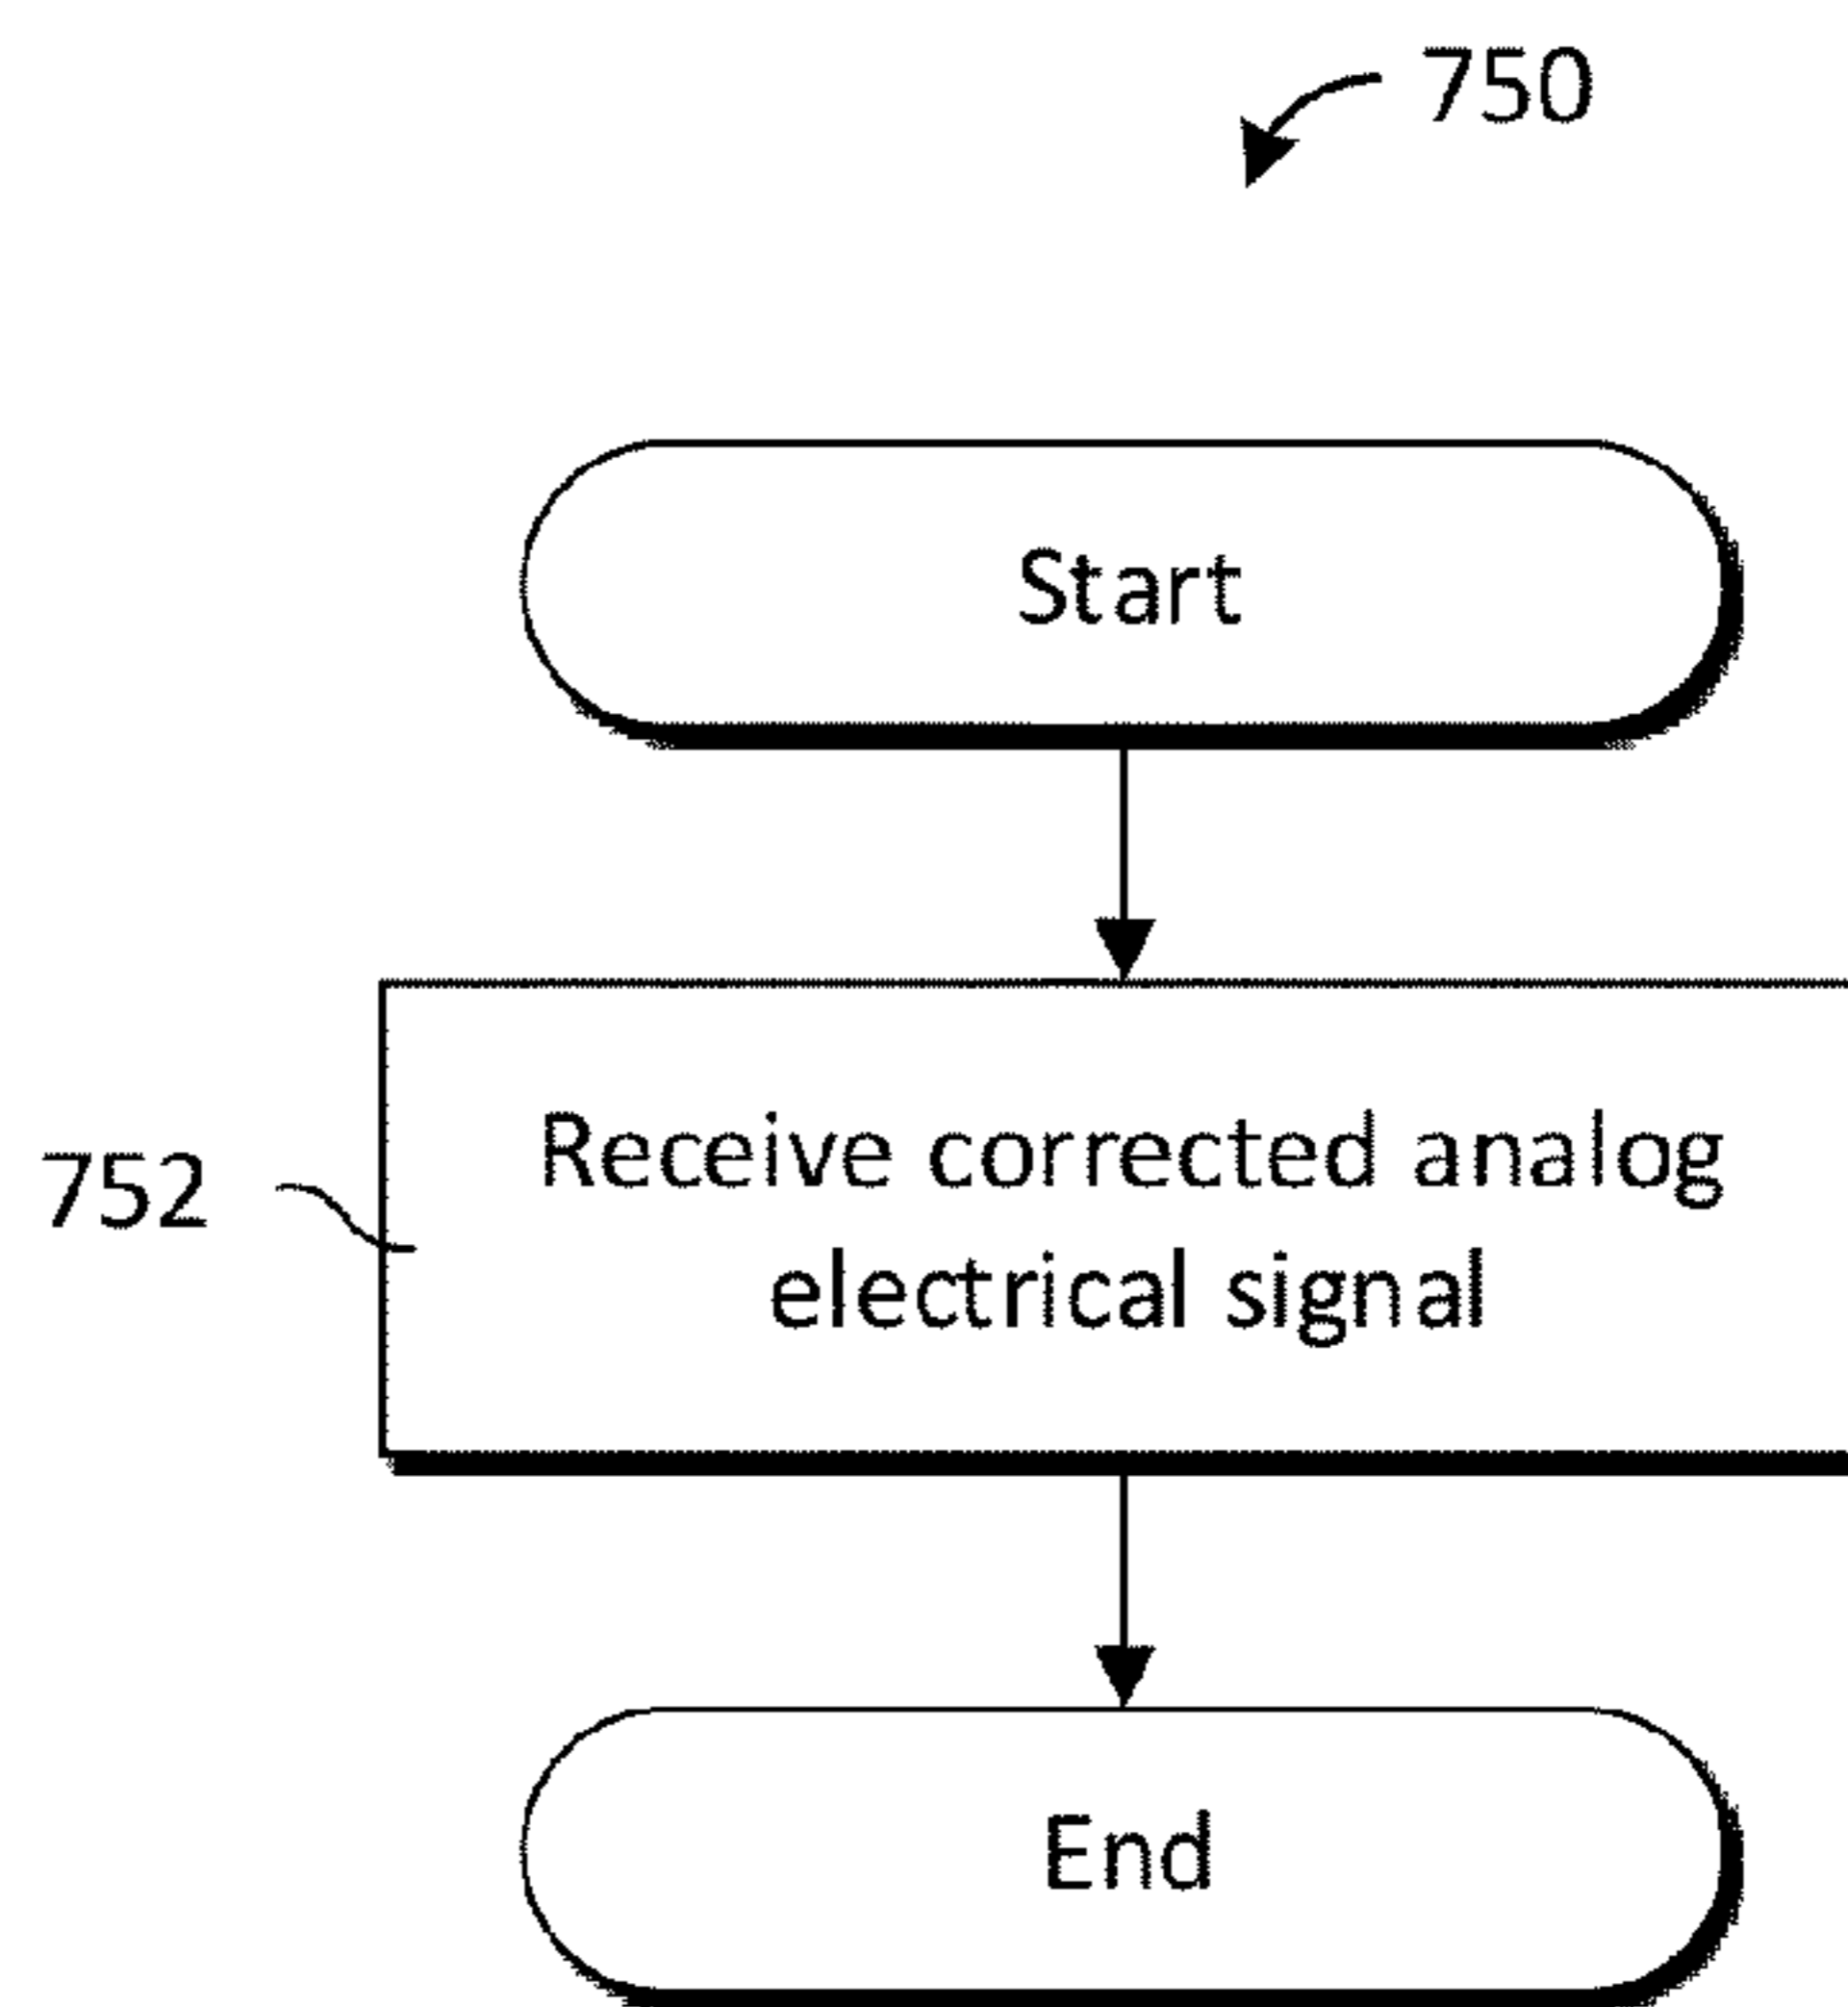 750
Start
752
Receive corrected analog
electrical signal
End